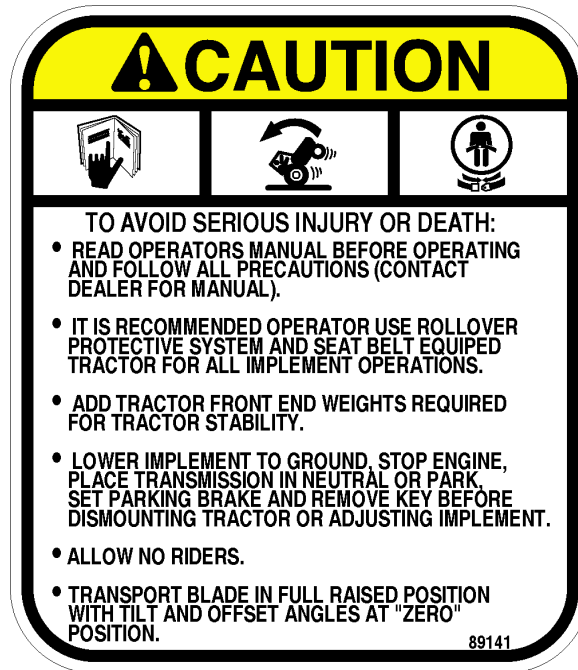 CAUTION
TO AVOID SERIOUS INJURY OR DEATH:
• READ OPERATORS MANUAL BEFORE OPERATING
AND FOLLOW ALL PRECAUTIONS (CONTACT
DEALER FOR MANUAL).
• IT IS RECOMMENDED OPERATOR USE ROLLOVER
PROTECTIVE SYSTEM AND SEAT BELT EQUIPED
TRACTOR FOR ALL IMPLEMENT OPERATIONS.
• ADD TRACTOR FRONT END WEIGHTS REQUIRED
FOR TRACTOR STABILITY.
• LOWER IMPLEMENT TO GROUND, STOP ENGINE,
PLACE TRANSMISSION IN NEUTRAL OR PARK,
SET PARKING BRAKE AND REMOVE KEY BEFORE
DISMOUNTING TRACTOR OR ADJUSTING IMPLEMENT.
• ALLOW NO RIDERS.
• TRANSPORT BLADE IN FULL RAISED POSITION
WITH TILT AND OFFSET ANGLES AT "ZERO"
POSITION.
89141